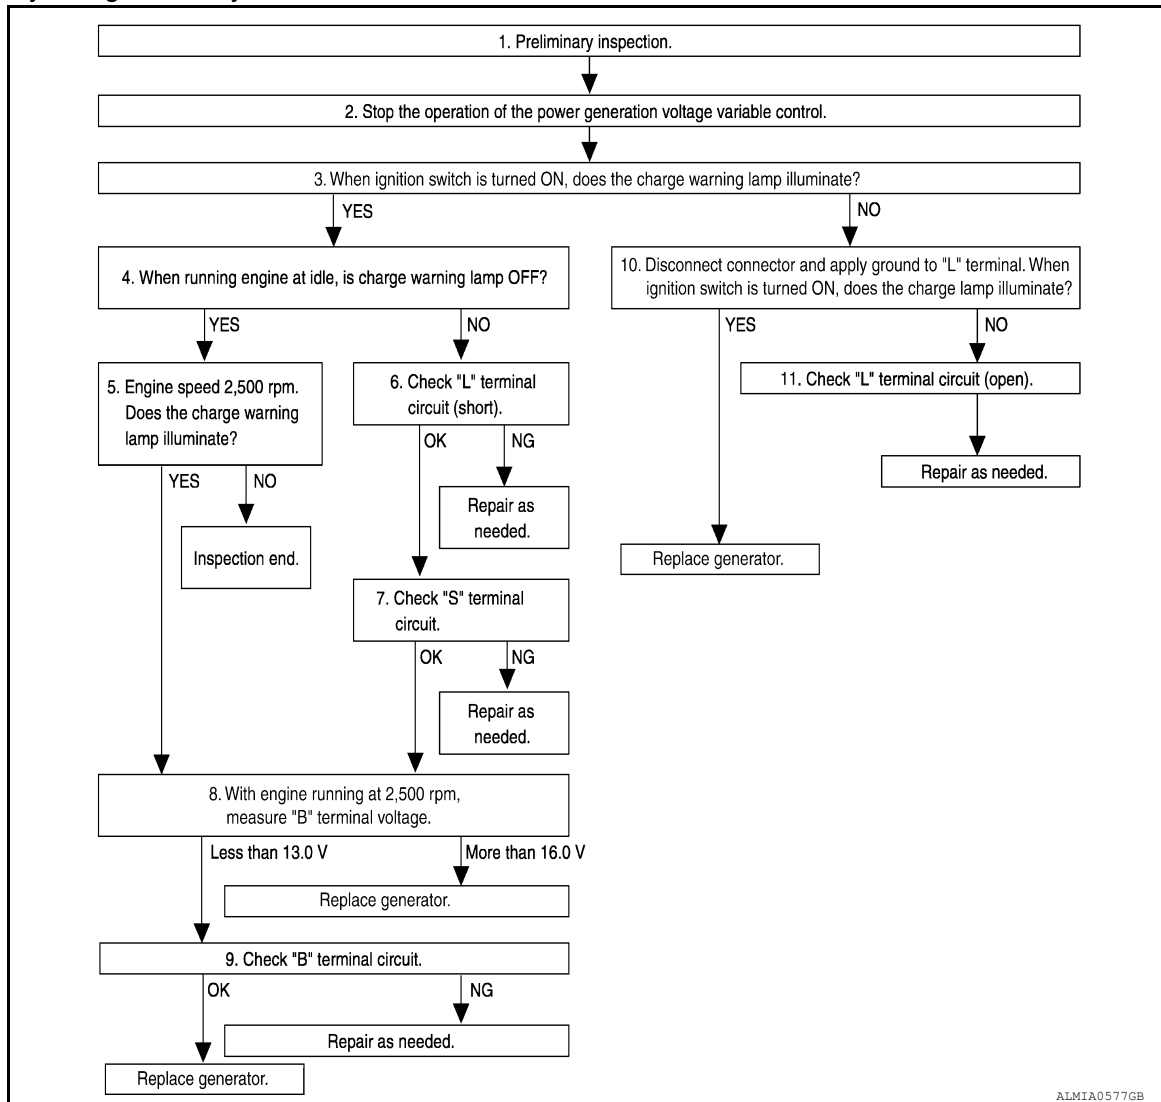 1. Preliminary inspection.
2. Stop the operation of the power generation voltage variable control.
3. When ignition switch is turned ON, does the charge warning lamp illuminate?
YES
NO
4. When running engine at idle, is charge warning lamp OFF?
10. Disconnect connector and apply ground to "L" terminal. When
ignition switch is turned ON, does the charge lamp illuminate?
YES
NO
YES
NO
5. Engine speed 2,500 rpm.
Does the charge warning
lamp illuminate?
6. Check "L" terminal
circuit (short).
11. Check "L" terminal circuit (open).
OK
NG
YES
NO
Repair as needed.
Repair as
needed.
Inspection end.
Replace generator.
7. Check "S" terminal
circuit.
OK
NG
Repair as
needed.
8. With engine running at 2,500 rpm,
measure "B" terminal voltage.
Less than 13.0 V
More than 16.0 V
Replace generator.
9. Check "B" terminal circuit.
OK
NG
Repair as needed.
Replace generator.
ALMIA0577GB